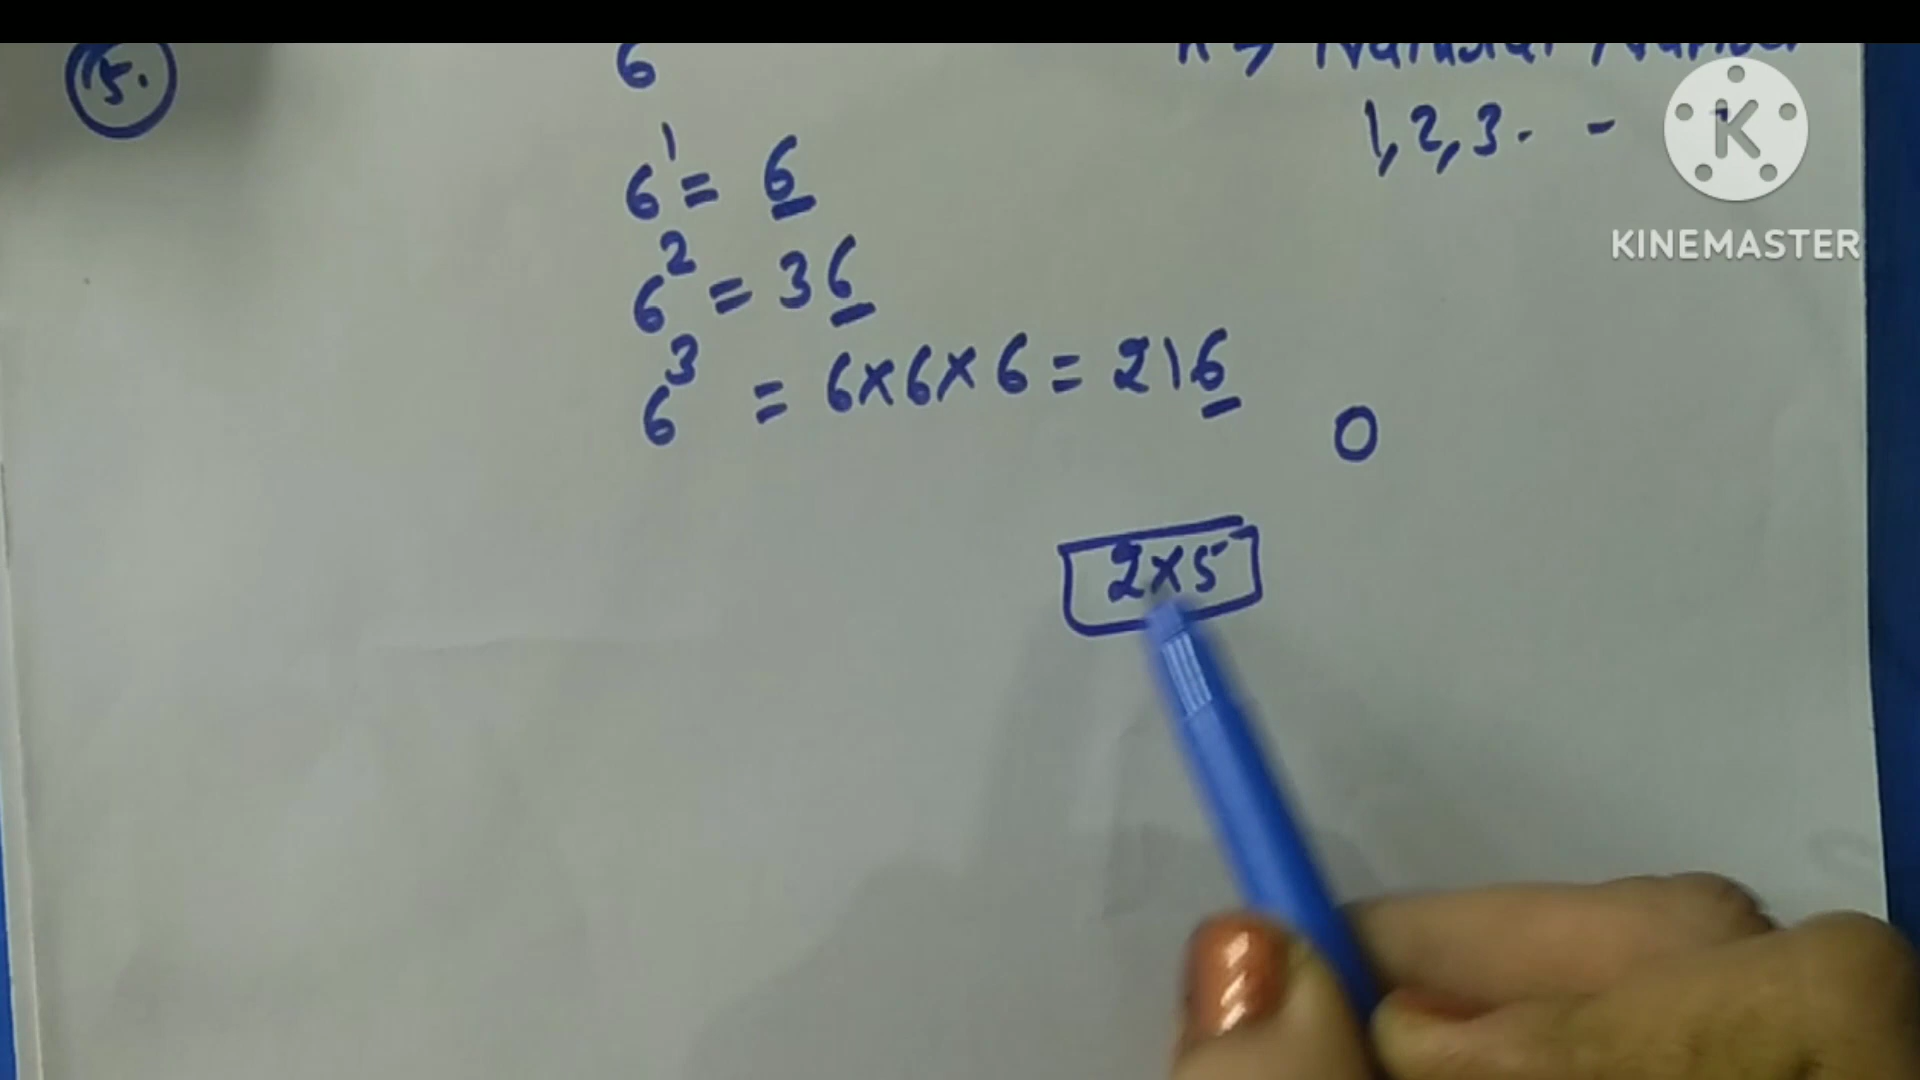 5. 6 n → Natural Number
6¹ = 6 1, 2, 3. -
6² = 36
6³ = 6×6×6 = 216
0
2×5
K
KINEMASTER